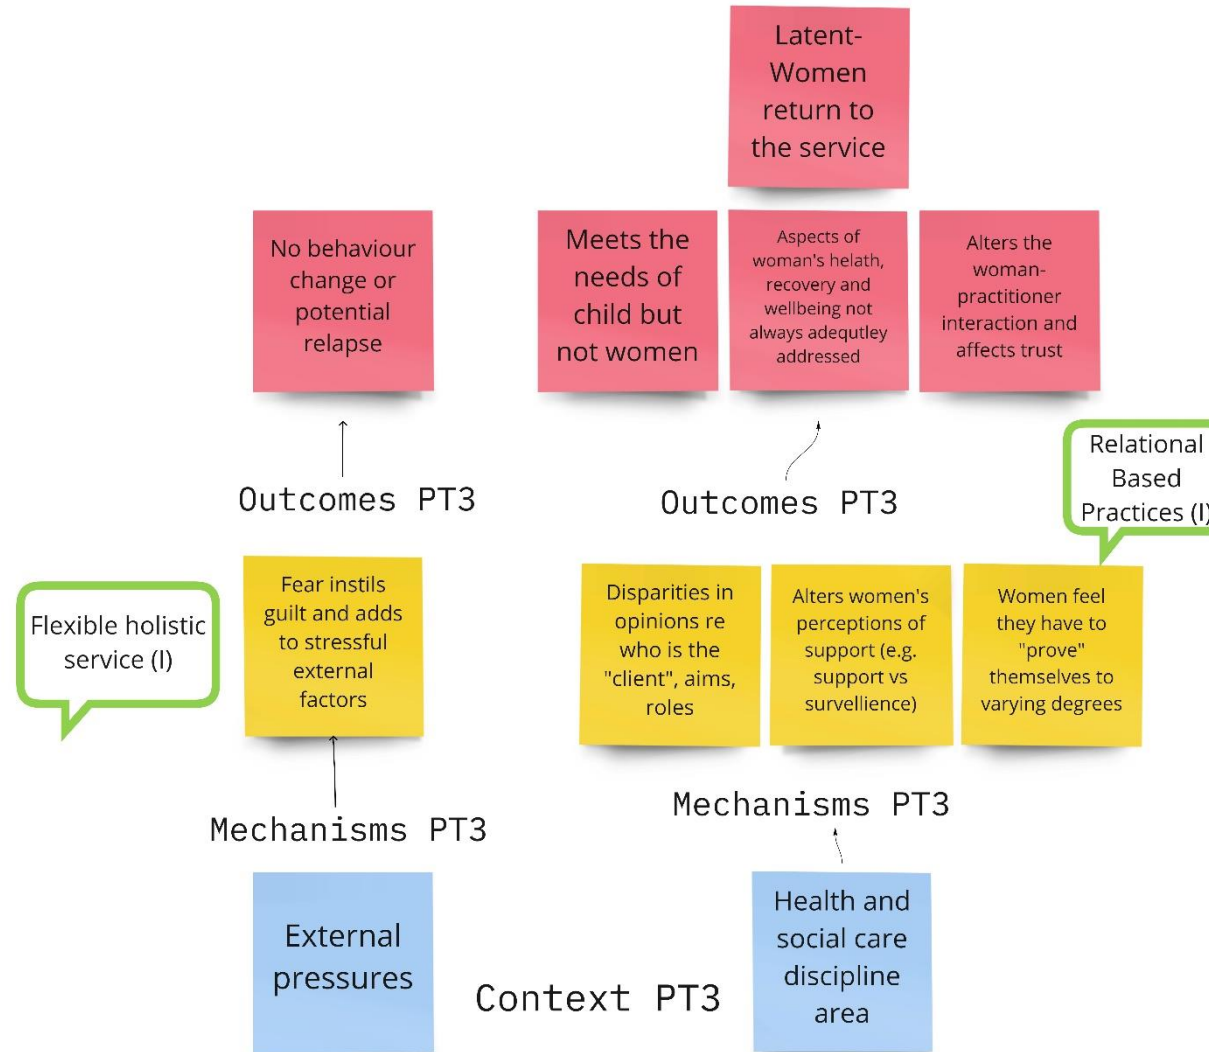 Latent-
Women
return to
the service
No behaviour
change or
potential
relapse
Meets the
needs of
child but
not women
Aspects of
woman's helath,
recovery and
wellbeing not
always adequtley
addressed
Alters the
woman-
practitioner
interaction and
affects trust
Outcomes PT3
Outcomes PT3
Relational
Based
Practices (I)
Flexible holistic
service (I)
Fear instils
guilt and adds
to stressful
external
factors
Disparities in
opinions re
who is the
"client", aims,
roles
Alters women's
perceptions of
support (e.g.
support vs
survellience)
Women feel
they have to
"prove"
themselves to
varying degrees
Mechanisms PT3
Mechanisms PT3
External
pressures
Context PT3
Health and
social care
discipline
area